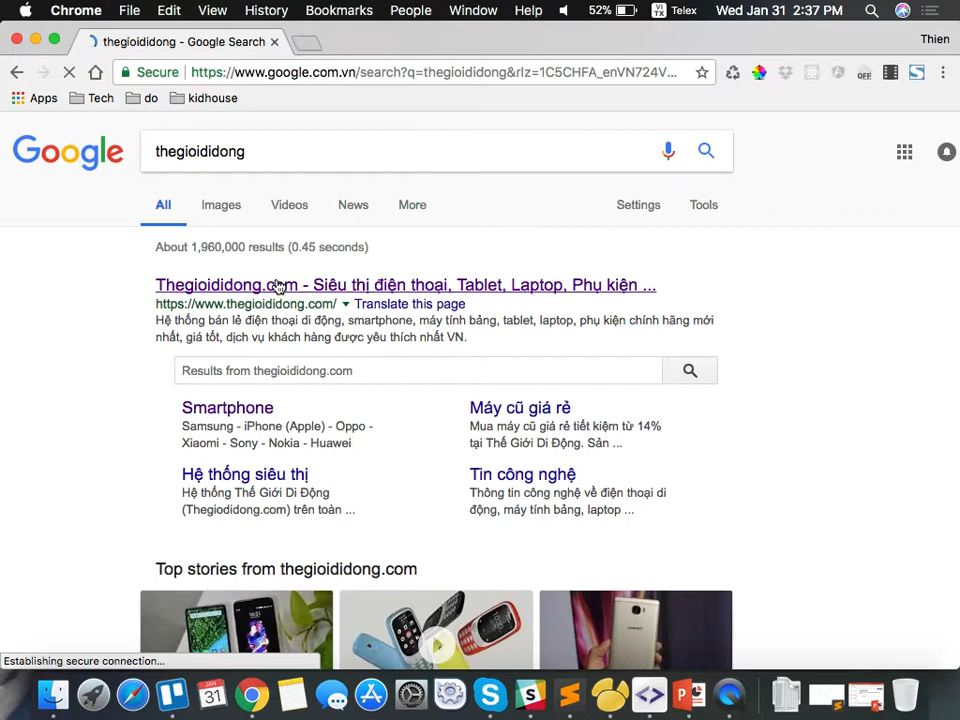 Chrome File Edit View History Bookmarks People Window Help 52% VI TX Telex Wed Jan 31 2:37 PM
thegioididong - Google Search Thien
Secure https://www.google.com.vn/search?q=thegioididong&rlz=1C5CHFA_enVN724V... OFF S
Apps Tech do kidhouse
Google thegioididong
All Images Videos News More Settings Tools
About 1,960,000 results (0.45 seconds)
Thegioididong.com - Siêu thị điện thoại, Tablet, Laptop, Phụ kiện ...
https://www.thegioididong.com/ Translate this page
Hệ thống bán lẻ điện thoại di động, smartphone, máy tính bảng, tablet, laptop, phụ kiện chính hãng mới
nhất, giá tốt, dịch vụ khách hàng được yêu thích nhất VN.
Results from thegioididong.com
Smartphone
Samsung - iPhone (Apple) - Oppo -
Xiaomi - Sony - Nokia - Huawei
Máy cũ giá rẻ
Mua máy cũ giá rẻ tiết kiệm từ 14%
tại Thế Giới Di Động. Sản ...
Hệ thống siêu thị
Hệ thống Thế Giới Di Động
(Thegiodidong.com) trên toàn ...
Tin công nghệ
Thông tin công nghệ về điện thoại di
động, máy tính bảng, laptop ...
Top stories from thegioididong.com
Establishing secure connection...
JAN
31